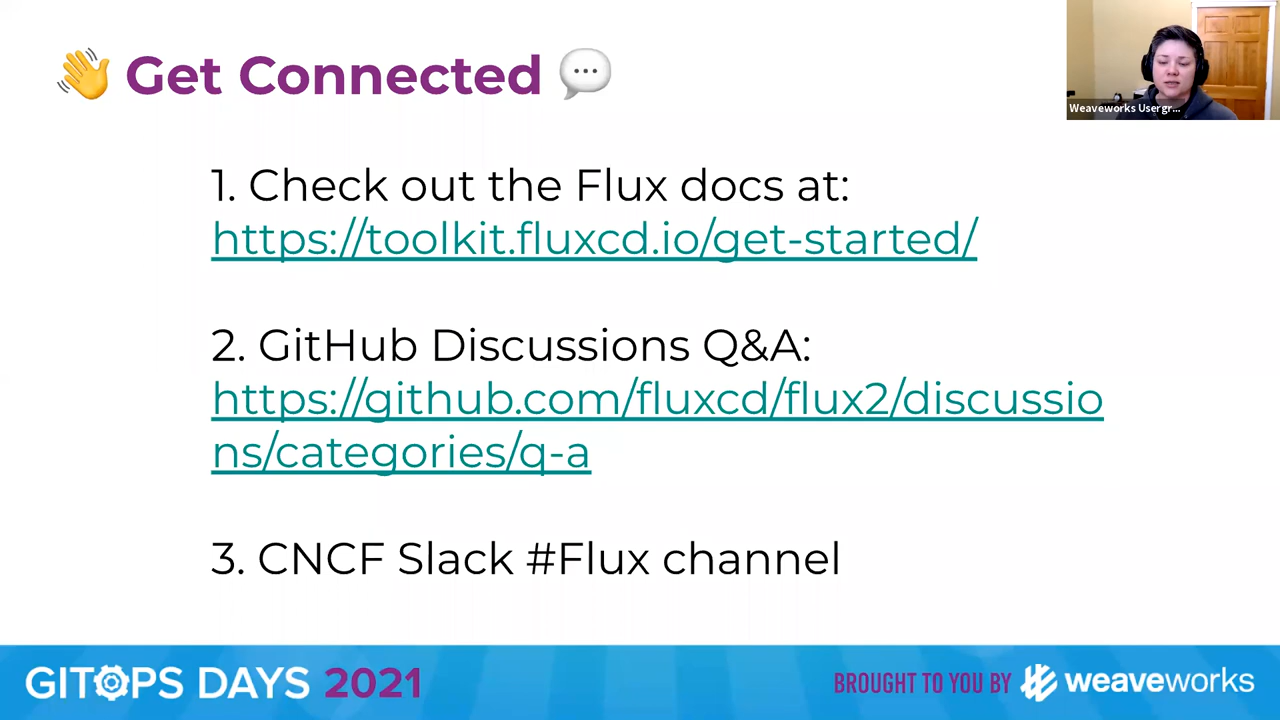 👋 Get Connected 💬
Weaveworks Usergr...
1. Check out the Flux docs at:
https://toolkit.fluxcd.io/get-started/
2. GitHub Discussions Q&A:
https://github.com/fluxcd/flux2/discussio
ns/categories/q-a
3. CNCF Slack #Flux channel
GITOPS DAYS 2021
BROUGHT TO YOU BY weaveworks